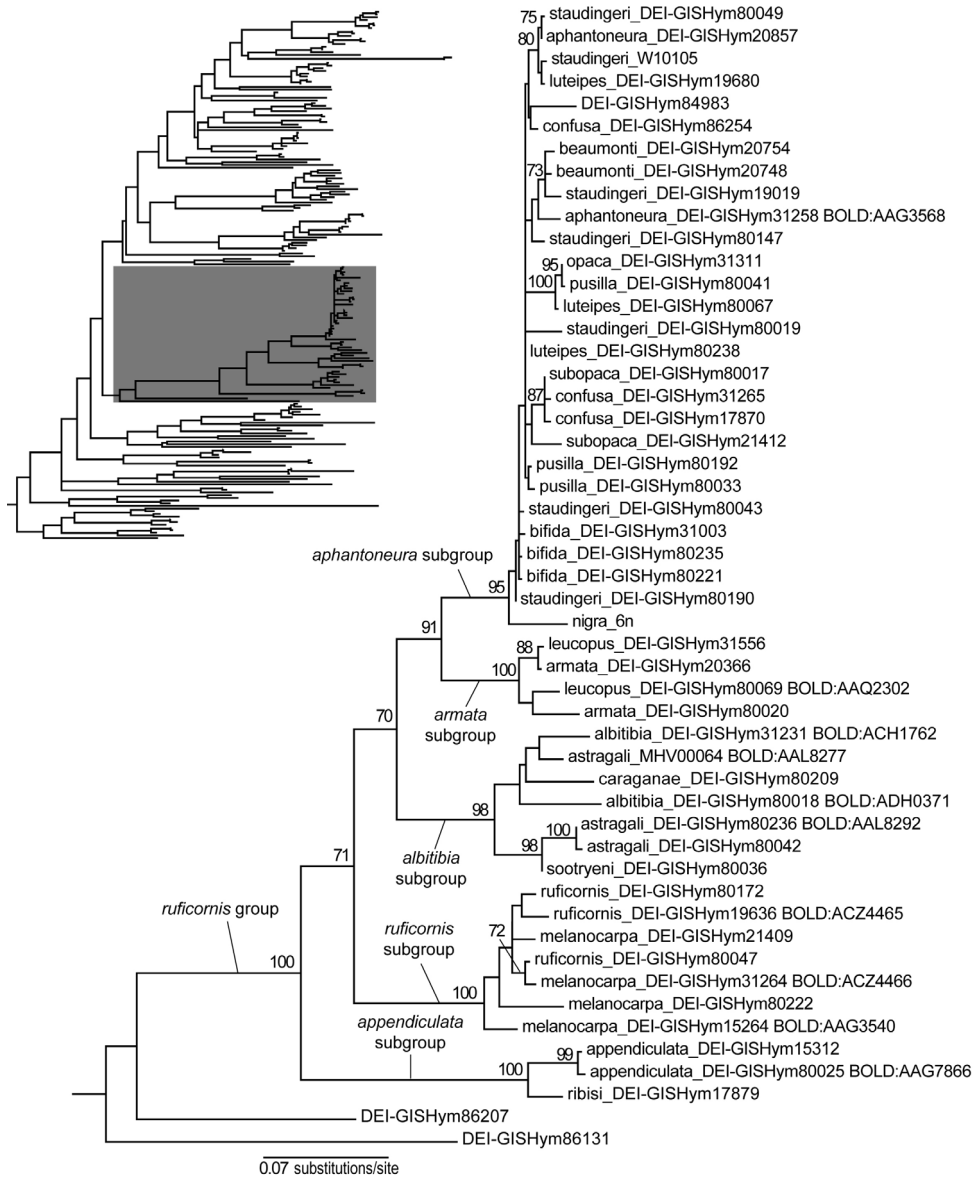 75
staudingeri_DEI-GISHym80049
80
aphantoneura_DEI-GISHym20857
staudingeri_W10105
luteipes_DEI-GISHym19680
DEI-GISHym84983
confusa_DEI-GISHym86254
beaumonti_DEI-GISHym20754
73
beaumonti_DEI-GISHym20748
staudingeri_DEI-GISHym19019
aphantoneura_DEI-GISHym31258 BOLD:AAG3568
staudingeri_DEI-GISHym80147
95
opaca_DEI-GISHym31311
100
pusilla_DEI-GISHym80041
luteipes_DEI-GISHym80067
staudingeri_DEI-GISHym80019
luteipes_DEI-GISHym80238
subopaca_DEI-GISHym80017
87
confusa_DEI-GISHym31265
confusa_DEI-GISHym17870
subopaca_DEI-GISHym21412
pusilla_DEI-GISHym80192
pusilla_DEI-GISHym80033
staudingeri_DEI-GISHym80043
bifida_DEI-GISHym31003
aphantoneura subgroup
bifida_DEI-GISHym80235
95
bifida_DEI-GISHym80221
staudingeri_DEI-GISHym80190
nigra_6n
91
88
leucopus_DEI-GISHym31556
100
armata_DEI-GISHym20366
leucopus_DEI-GISHym80069 BOLD:AAQ2302
armata_DEI-GISHym80020
armata
subgroup
70
albitibia_DEI-GISHym31231 BOLD:ACH1762
astragali_MHV00064 BOLD:AAL8277
caraganae_DEI-GISHym80209
albitibia_DEI-GISHym80018 BOLD:ADH0371
98
100
astragali_DEI-GISHym80236 BOLD:AAL8292
98
astragali_DEI-GISHym80042
sootryeni_DEI-GISHym80036
albitibia
subgroup
71
ruficornis_DEI-GISHym80172
ruficornis group
ruficornis_DEI-GISHym19636 BOLD:ACZ4465
ruficornis
subgroup
72
melanocarpa_DEI-GISHym21409
ruficornis_DEI-GISHym80047
100
melanocarpa_DEI-GISHym31264 BOLD:ACZ4466
100
melanocarpa_DEI-GISHym80222
melanocarpa_DEI-GISHym15264 BOLD:AAG3540
appendiculata
subgroup
99
appendiculata_DEI-GISHym15312
100
appendiculata_DEI-GISHym80025 BOLD:AAG7866
ribisi_DEI-GISHym17879
DEI-GISHym86207
DEI-GISHym86131
0.07 substitutions/site